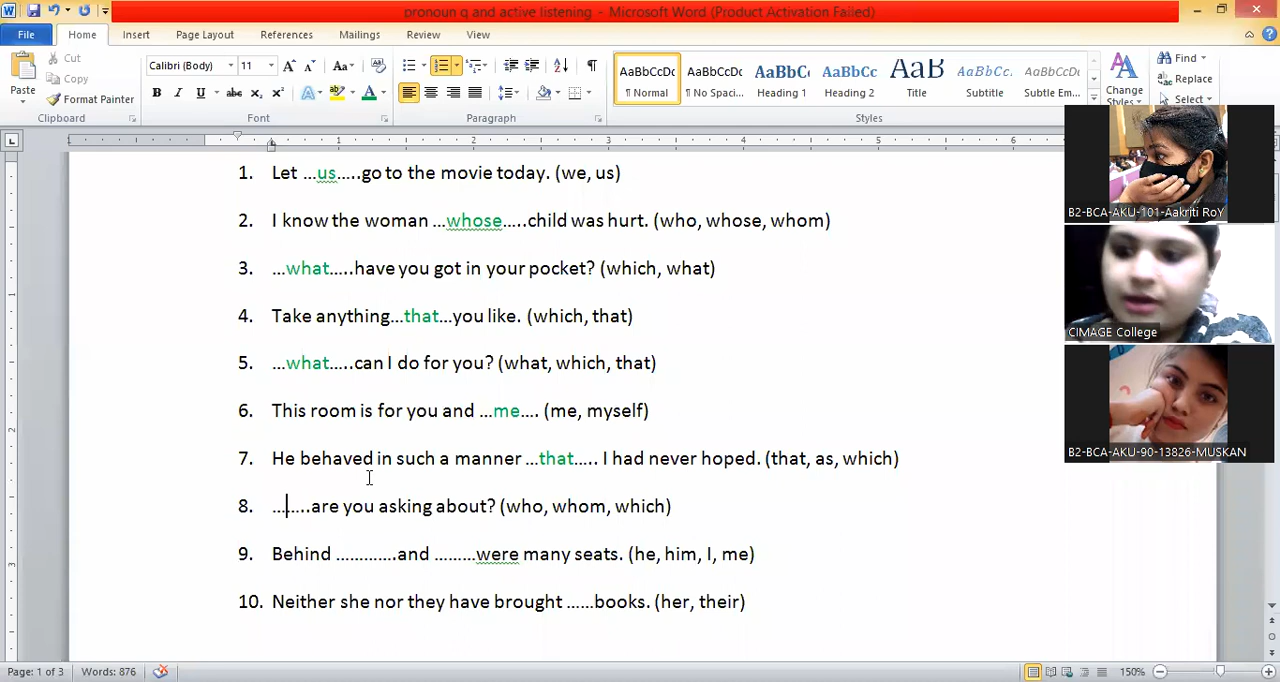 pronoun q and active listening - Microsoft Word (Product Activation Failed)
File Home Insert Page Layout References Mailings Review View
Cut
Copy
Format Painter
Paste
Calibri (Body) 11
Clipboard Font Paragraph Styles
AaBbCcDc AaBbCcDc AaBbCc AaBbCc AaB AaBbCcDc AaBbCcDc
¶ Normal ¶ No Spaci... Heading 1 Heading 2 Title Subtitle Subtle Em...
Change Styles
Find
Replace
Select
1. Let ...us.....go to the movie today. (we, us)
2. I know the woman ...whose.....child was hurt. (who, whose, whom)
3. ...what.....have you got in your pocket? (which, what)
4. Take anything...that...you like. (which, that)
5. ...what.....can I do for you? (what, which, that)
6. This room is for you and ...me.... (me, myself)
7. He behaved in such a manner ...that..... I had never hoped. (that, as, which)
8. .......are you asking about? (who, whom, which)
9. Behind ............and .........were many seats. (he, him, I, me)
10. Neither she nor they have brought ......books. (her, their)
B2-BCA-AKU-101-Aakriti RoY
CIMAGE College
B2-BCA-AKU-90-13826-MUSKAN
Page: 1 of 3 Words: 876 150%